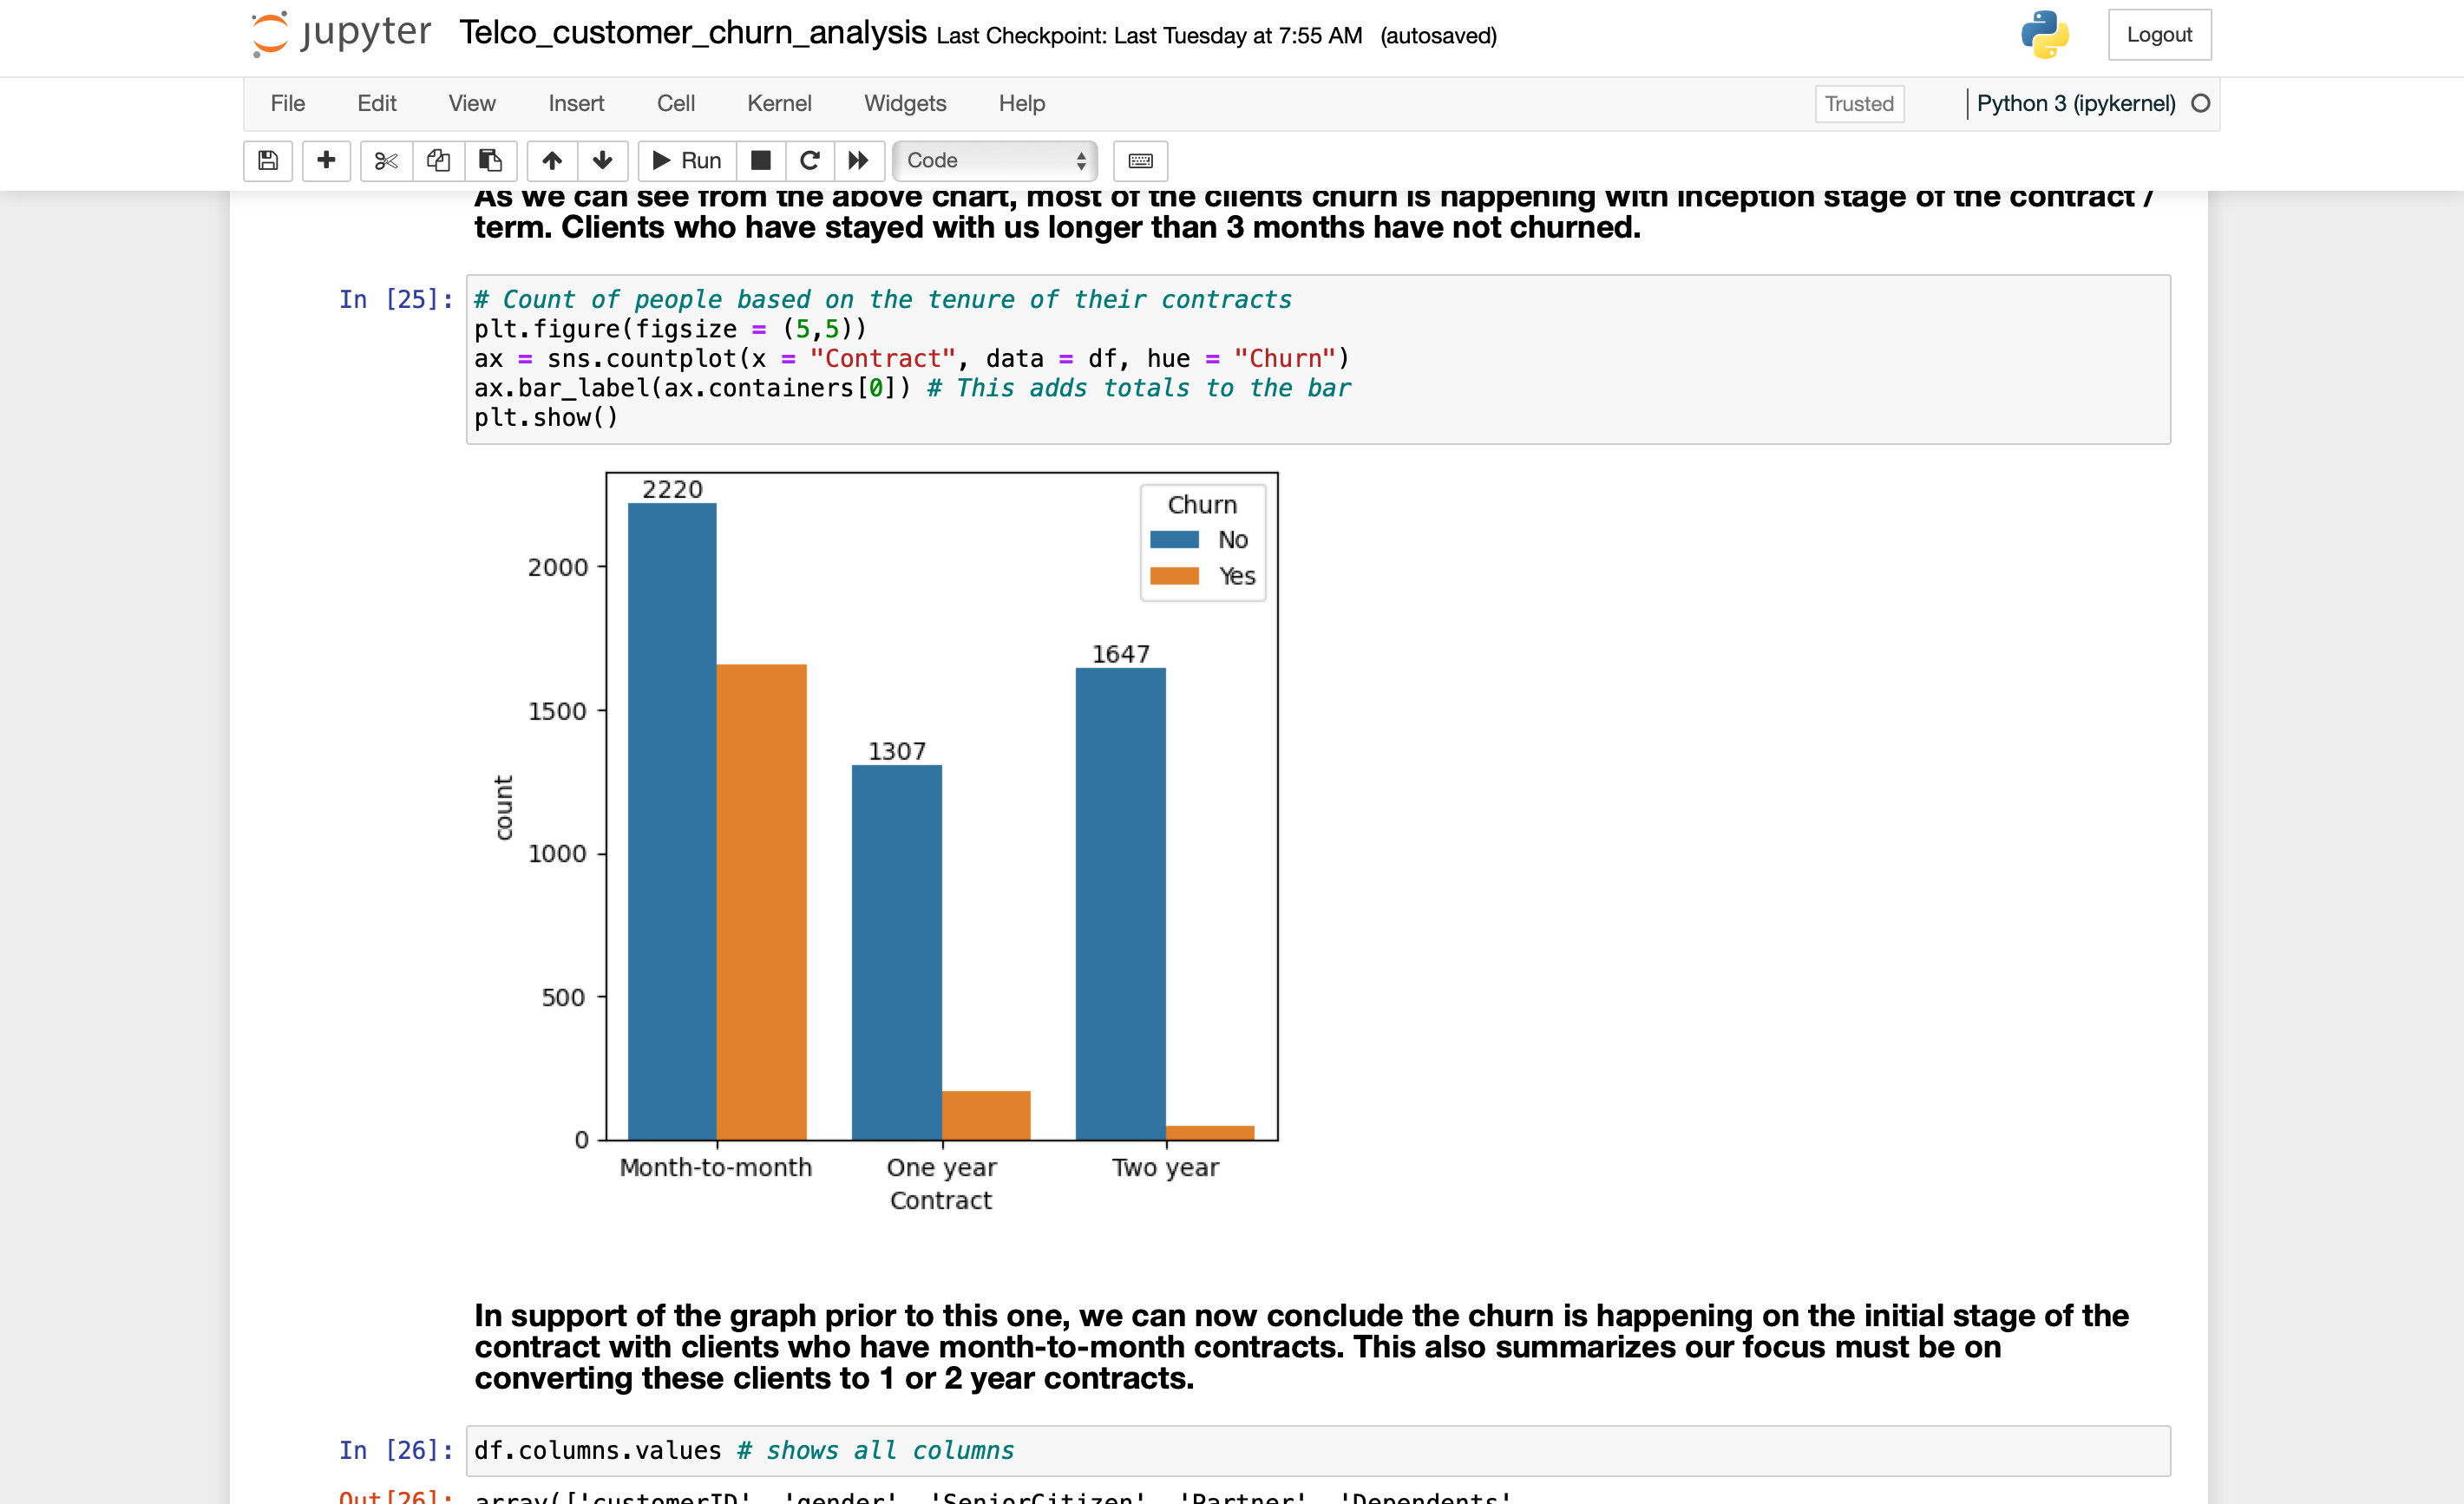 jupyter Telco_customer_churn_analysis Last Checkpoint: Last Tuesday at 7:55 AM (autosaved) Logout
File Edit View Insert Cell Kernel Widgets Help Trusted Python 3 (ipykernel)
Run Code
As we can see from the above chart, most of the clients churn is happening with inception stage of the contract /
term. Clients who have stayed with us longer than 3 months have not churned.
In [25]:
# Count of people based on the tenure of their contracts
plt.figure(figsize = (5,5))
ax = sns.countplot(x = "Contract", data = df, hue = "Churn")
ax.bar_label(ax.containers[0]) # This adds totals to the bar
plt.show()
2220
Churn
No
Yes
2000
1647
1500
1307
count
1000
500
0
Month-to-month One year Two year
Contract
In support of the graph prior to this one, we can now conclude the churn is happening on the initial stage of the
contract with clients who have month-to-month contracts. This also summarizes our focus must be on
converting these clients to 1 or 2 year contracts.
In [26]: df.columns.values # shows all columns
Out[26]: array(['customerID', 'gender', 'SeniorCitizen', 'Partner', 'Dependents',